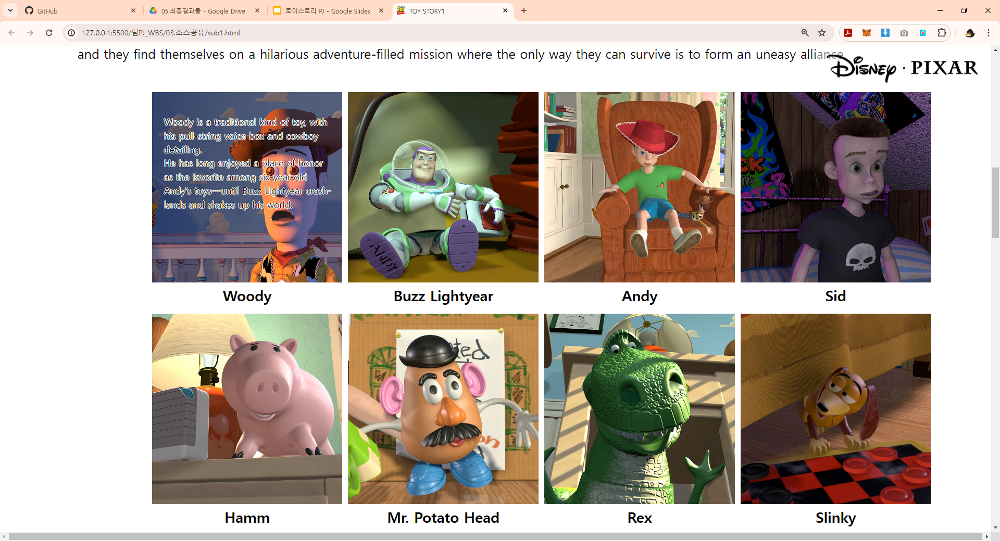 GitHub
05.최종결과물 - Google Drive
토이스토리 PJ - Google Slides
TOY STORY1
127.0.0.1:5500/팀PJ_WBS/03.소스공유/sub1.html
and they find themselves on a hilarious adventure-filled mission where the only way they can survive is to form an uneasy alliance
Disney · PIXAR
Woody is a traditional kind of toy, with
his pull-string voice box and cowboy
detailing.
He has long enjoyed a place of honor
as the favorite among six-year-old
Andy's toys—until Buzz Lightyear crash-
lands and shakes up his world.
ANDY
Woody
Buzz Lightyear
Andy
Sid
Hamm
Mr. Potato Head
Rex
Slinky